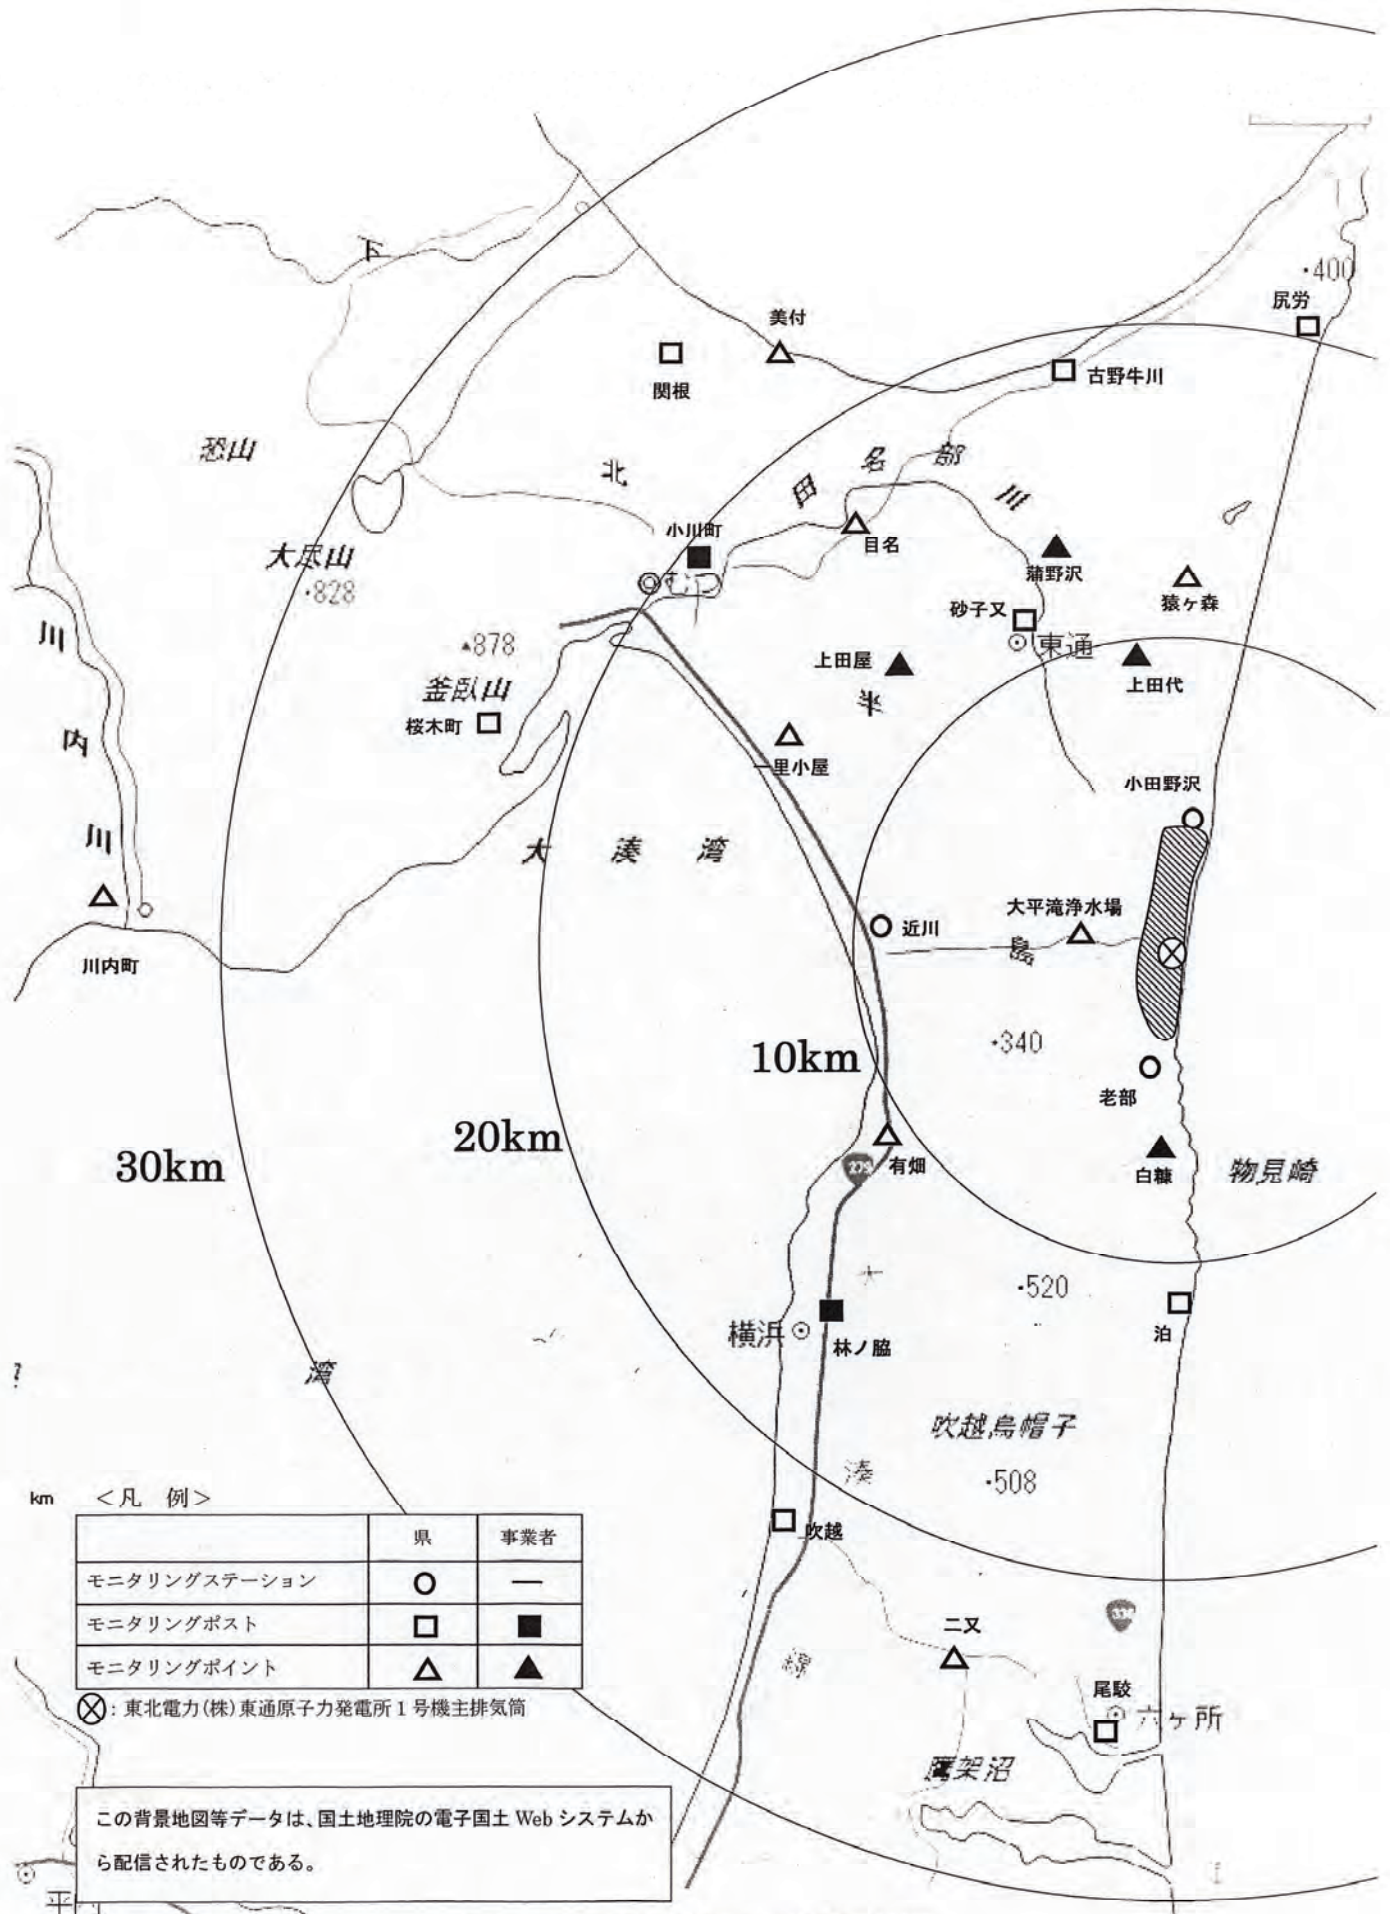 下
・400
尻労
美付
関根
古野牛川
恐山
北
田名部川
小川町
目名
大尽山
・828
蒲野沢
猿ヶ森
砂子又
東通
川内川
▲878
上田屋
上田代
釜臥山
半
桜木町
一里小屋
小田野沢
大湊湾
大平滝浄水場
近川
島
川内町
・340
10km
老部
20km
30km
279
有畑
白糠
物見崎
大
・520
横浜
林ノ脇
泊
湾
吹越烏帽子
・508
湊
km
<凡 例>
県 事業者
モニタリングステーション ○ ―
モニタリングポスト □ ■
モニタリングポイント △ ▲
⊗：東北電力(株)東通原子力発電所1号機主排気筒
吹越
338
二又
線
尾駮
六ヶ所
鷹架沼
この背景地図等データは、国土地理院の電子国土 Web システムか
ら配信されたものである。
平